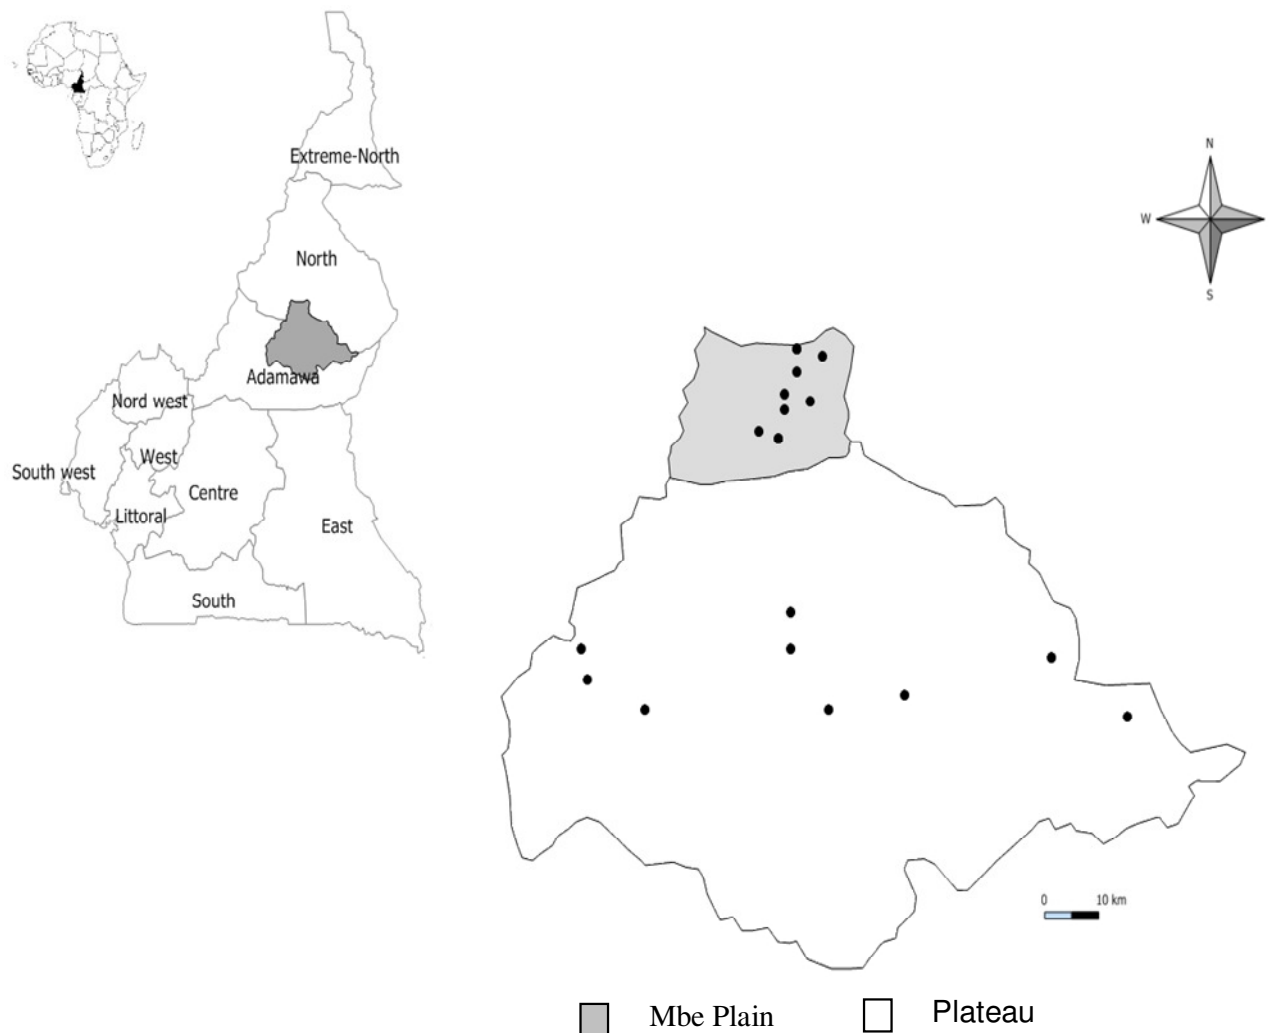 Extreme-North
North
Adamawa
Nord west
West
South west
Centre
Littoral
East
South
N
W
S
0 10 km
Mbe Plain
Plateau